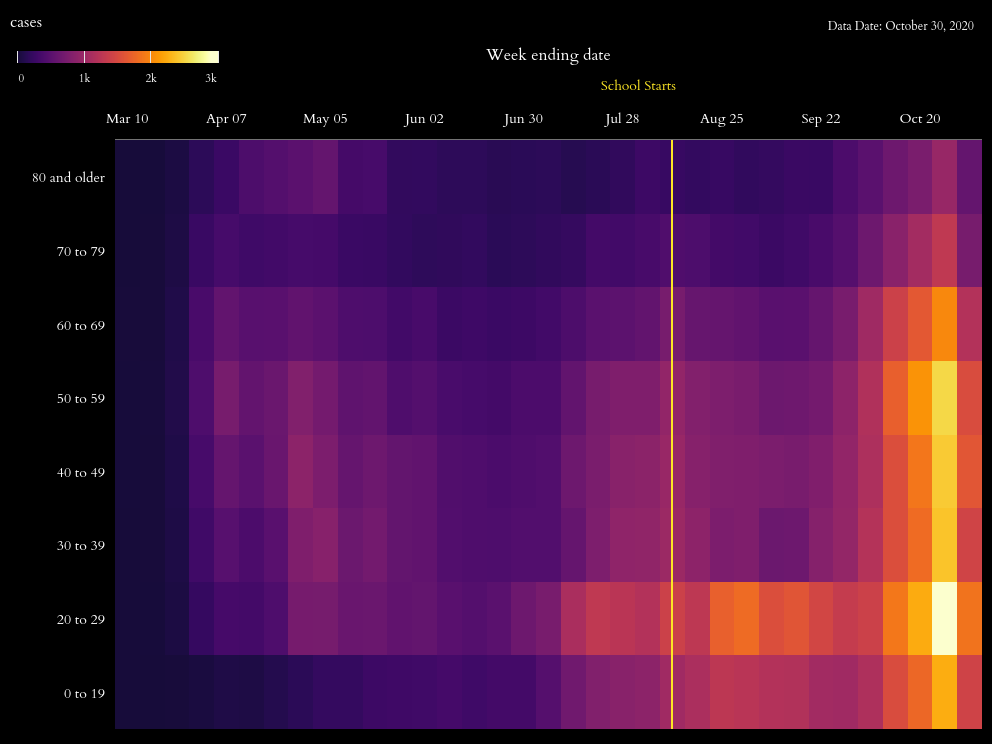 cases
Data Date: October 30, 2020
0 1k 2k 3k
Week ending date
School Starts
Mar 10 Apr 07 May 05 Jun 02 Jun 30 Jul 28 Aug 25 Sep 22 Oct 20
80 and older
70 to 79
60 to 69
50 to 59
40 to 49
30 to 39
20 to 29
0 to 19